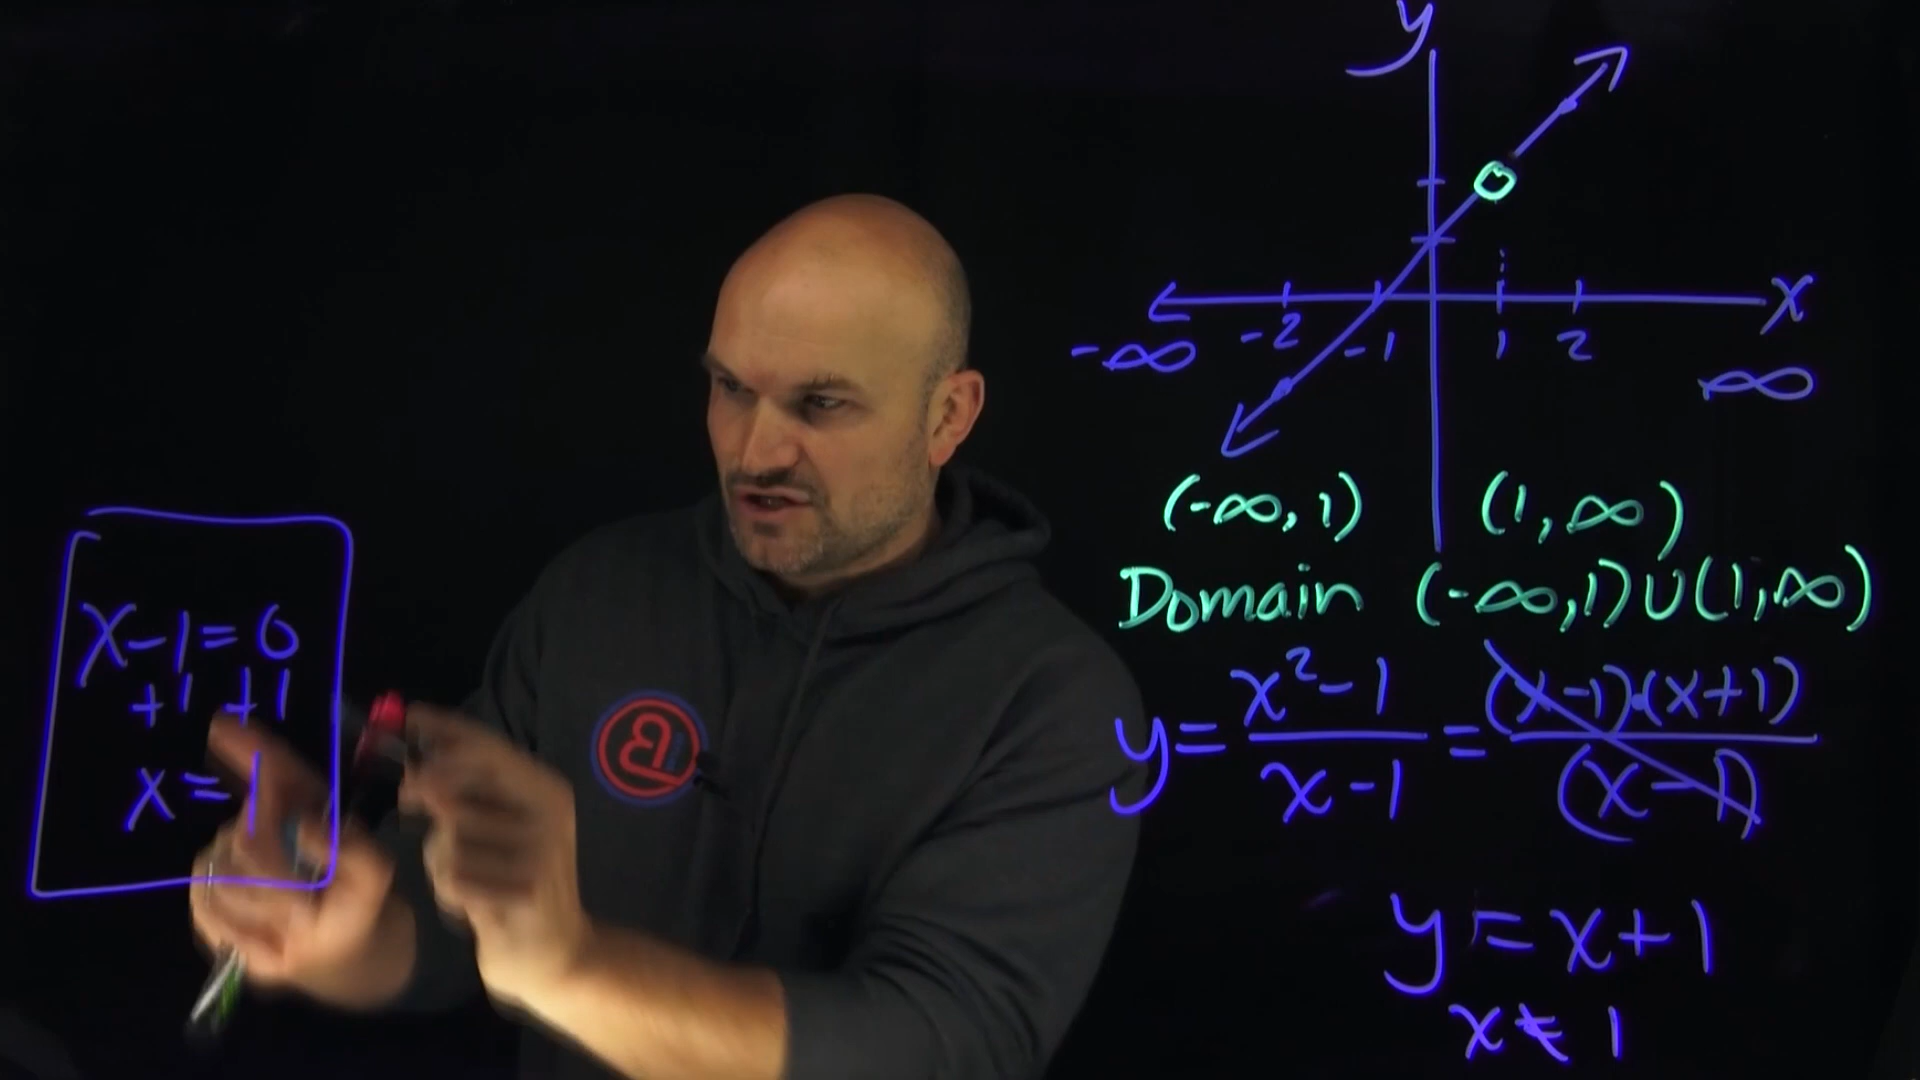 y
x
-2 -1 1 2
-∞ ∞
(-∞, 1) (1, ∞)
Domain (-∞,1)∪(1,∞)
y = x²-1 / x-1 = (x-1)·(x+1) / (x-1)
y = x+1
x ≠ 1
x-1=0
+1 +1
x=1
B